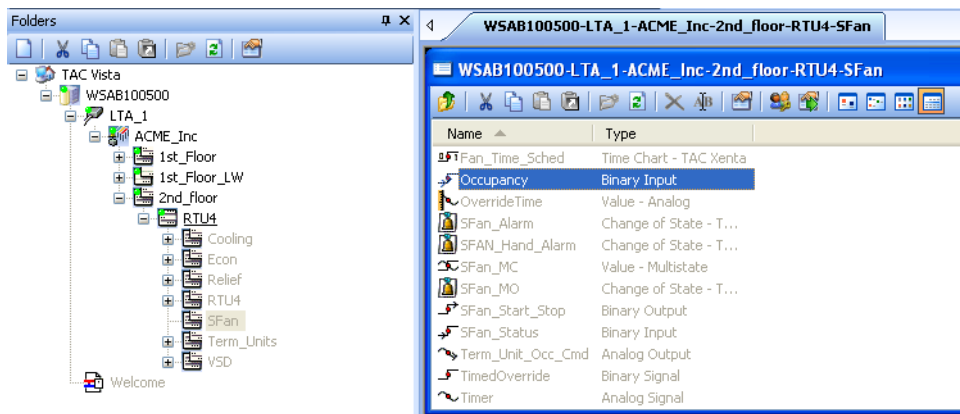 Folders
WSAB100500-LTA_1-ACME_Inc-2nd_floor-RTU4-SFan
TAC Vista
WSAB100500
LTA_1
ACME_Inc
1st_Floor
1st_Floor_LW
2nd_floor
RTU4
Cooling
Econ
Relief
RTU4
SFan
Term_Units
VSD
Welcome
WSAB100500-LTA_1-ACME_Inc-2nd_floor-RTU4-SFan
Name Type
Fan_Time_Sched Time Chart - TAC Xenta
Occupancy Binary Input
OverrideTime Value - Analog
SFan_Alarm Change of State - T...
SFAN_Hand_Alarm Change of State - T...
SFan_MC Value - Multistate
SFan_MO Change of State - T...
SFan_Start_Stop Binary Output
SFan_Status Binary Input
Term_Unit_Occ_Cmd Analog Output
TimedOverride Binary Signal
Timer Analog Signal